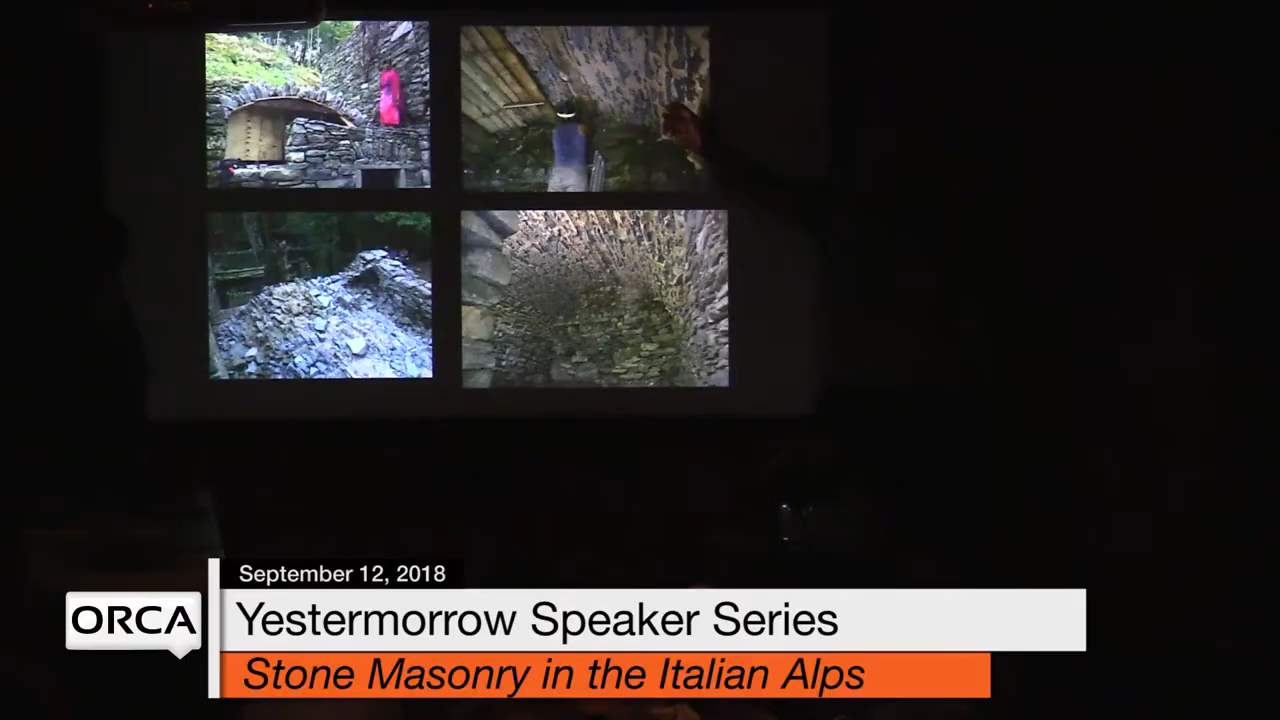 September 12, 2018
ORCA
Yestermorrow Speaker Series
Stone Masonry in the Italian Alps